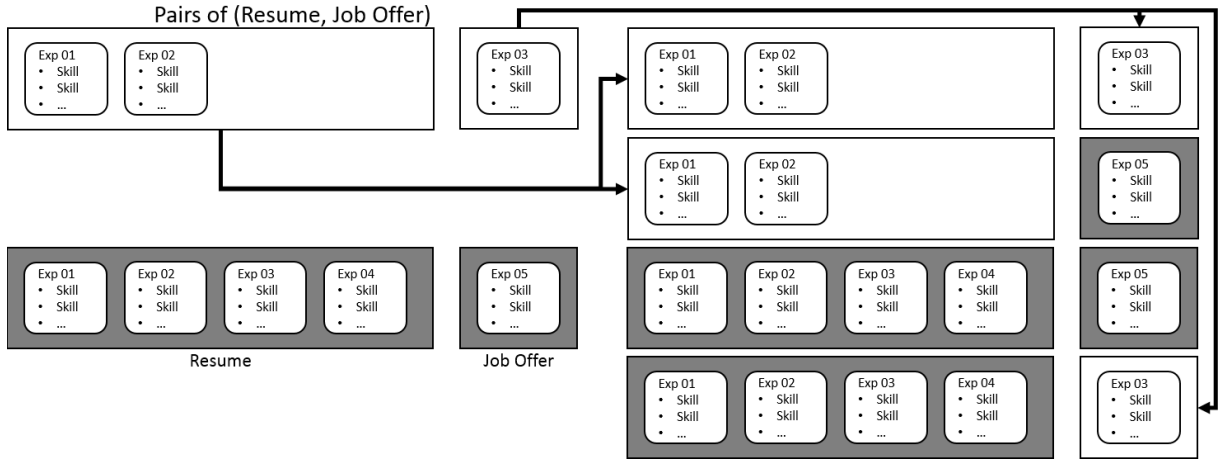 Pairs of (Resume, Job Offer)
Exp 01
• Skill
• Skill
• ...
Exp 02
• Skill
• Skill
• ...
Exp 03
• Skill
• Skill
• ...
Exp 01
• Skill
• Skill
• ...
Exp 02
• Skill
• Skill
• ...
Exp 03
• Skill
• Skill
• ...
Exp 01
• Skill
• Skill
• ...
Exp 02
• Skill
• Skill
• ...
Exp 05
• Skill
• Skill
• ...
Exp 01
• Skill
• Skill
• ...
Exp 02
• Skill
• Skill
• ...
Exp 03
• Skill
• Skill
• ...
Exp 04
• Skill
• Skill
• ...
Exp 05
• Skill
• Skill
• ...
Exp 01
• Skill
• Skill
• ...
Exp 02
• Skill
• Skill
• ...
Exp 03
• Skill
• Skill
• ...
Exp 04
• Skill
• Skill
• ...
Exp 05
• Skill
• Skill
• ...
Resume
Job Offer
Exp 01
• Skill
• Skill
• ...
Exp 02
• Skill
• Skill
• ...
Exp 03
• Skill
• Skill
• ...
Exp 04
• Skill
• Skill
• ...
Exp 03
• Skill
• Skill
• ...